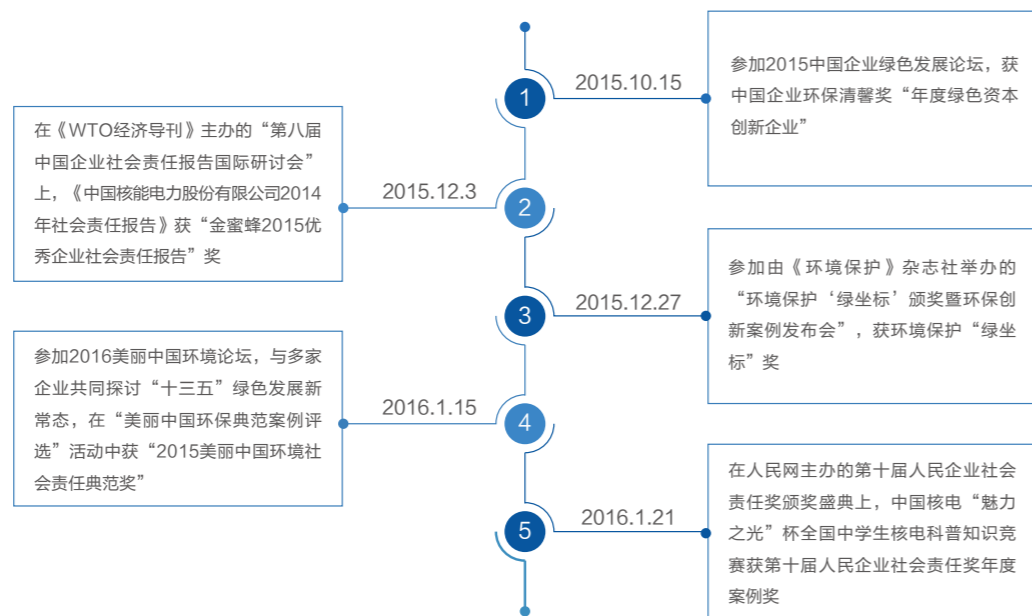 1
2015.10.15
参加2015中国企业绿色发展论坛，获
中国企业环保清馨奖“年度绿色资本
创新企业”
在《WTO经济导刊》主办的“第八届
中国企业社会责任报告国际研讨会”
上，《中国核能电力股份有限公司2014
年社会责任报告》获“金蜜蜂2015优
秀企业社会责任报告”奖
2015.12.3
2
3
2015.12.27
参加由《环境保护》杂志社举办的
“环境保护‘绿坐标’颁奖暨环保创
新案例发布会”，获环境保护“绿坐
标”奖
参加2016美丽中国环境论坛，与多家
企业共同探讨“十三五”绿色发展新
常态，在“美丽中国环保典范案例评
选”活动中获“2015美丽中国环境社
会责任典范奖”
2016.1.15
4
5
2016.1.21
在人民网主办的第十届人民企业社会
责任奖颁奖盛典上，中国核电“魅力
之光”杯全国中学生核电科普知识竞
赛获第十届人民企业社会责任奖年度
案例奖